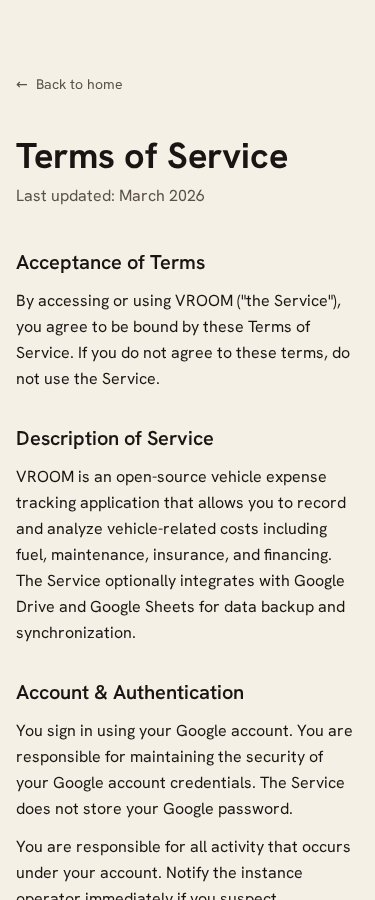 ← Back to home
Terms of Service
Last updated: March 2026
Acceptance of Terms
By accessing or using VROOM ("the Service"),
you agree to be bound by these Terms of
Service. If you do not agree to these terms, do
not use the Service.
Description of Service
VROOM is an open-source vehicle expense
tracking application that allows you to record
and analyze vehicle-related costs including
fuel, maintenance, insurance, and financing.
The Service optionally integrates with Google
Drive and Google Sheets for data backup and
synchronization.
Account & Authentication
You sign in using your Google account. You are
responsible for maintaining the security of
your Google account credentials. The Service
does not store your Google password.
You are responsible for all activity that occurs
under your account. Notify the instance
operator immediately if you suspect